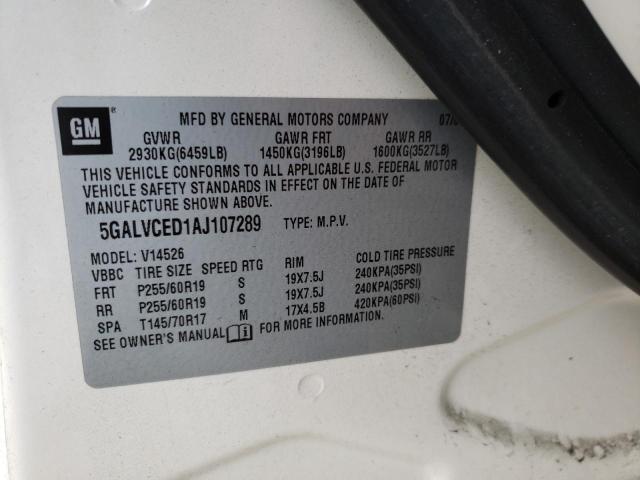 GM
MFD BY GENERAL MOTORS COMPANY 07/
GVWR GAWR FRT GAWR RR
2930KG(6459LB) 1450KG(3196LB) 1600KG(3527LB)
THIS VEHICLE CONFORMS TO ALL APPLICABLE U.S. FEDERAL MOTOR
VEHICLE SAFETY STANDARDS IN EFFECT ON THE DATE OF
MANUFACTURE SHOWN ABOVE.
5GALVCED1AJ107289 TYPE: M.P.V.
MODEL: V14526
VBBC TIRE SIZE SPEED RTG RIM COLD TIRE PRESSURE
FRT P255/60R19 S 19X7.5J 240KPA(35PSI)
RR P255/60R19 S 19X7.5J 240KPA(35PSI)
SPA T145/70R17 M 17X4.5B 420KPA(60PSI)
SEE OWNER'S MANUAL FOR MORE INFORMATION.